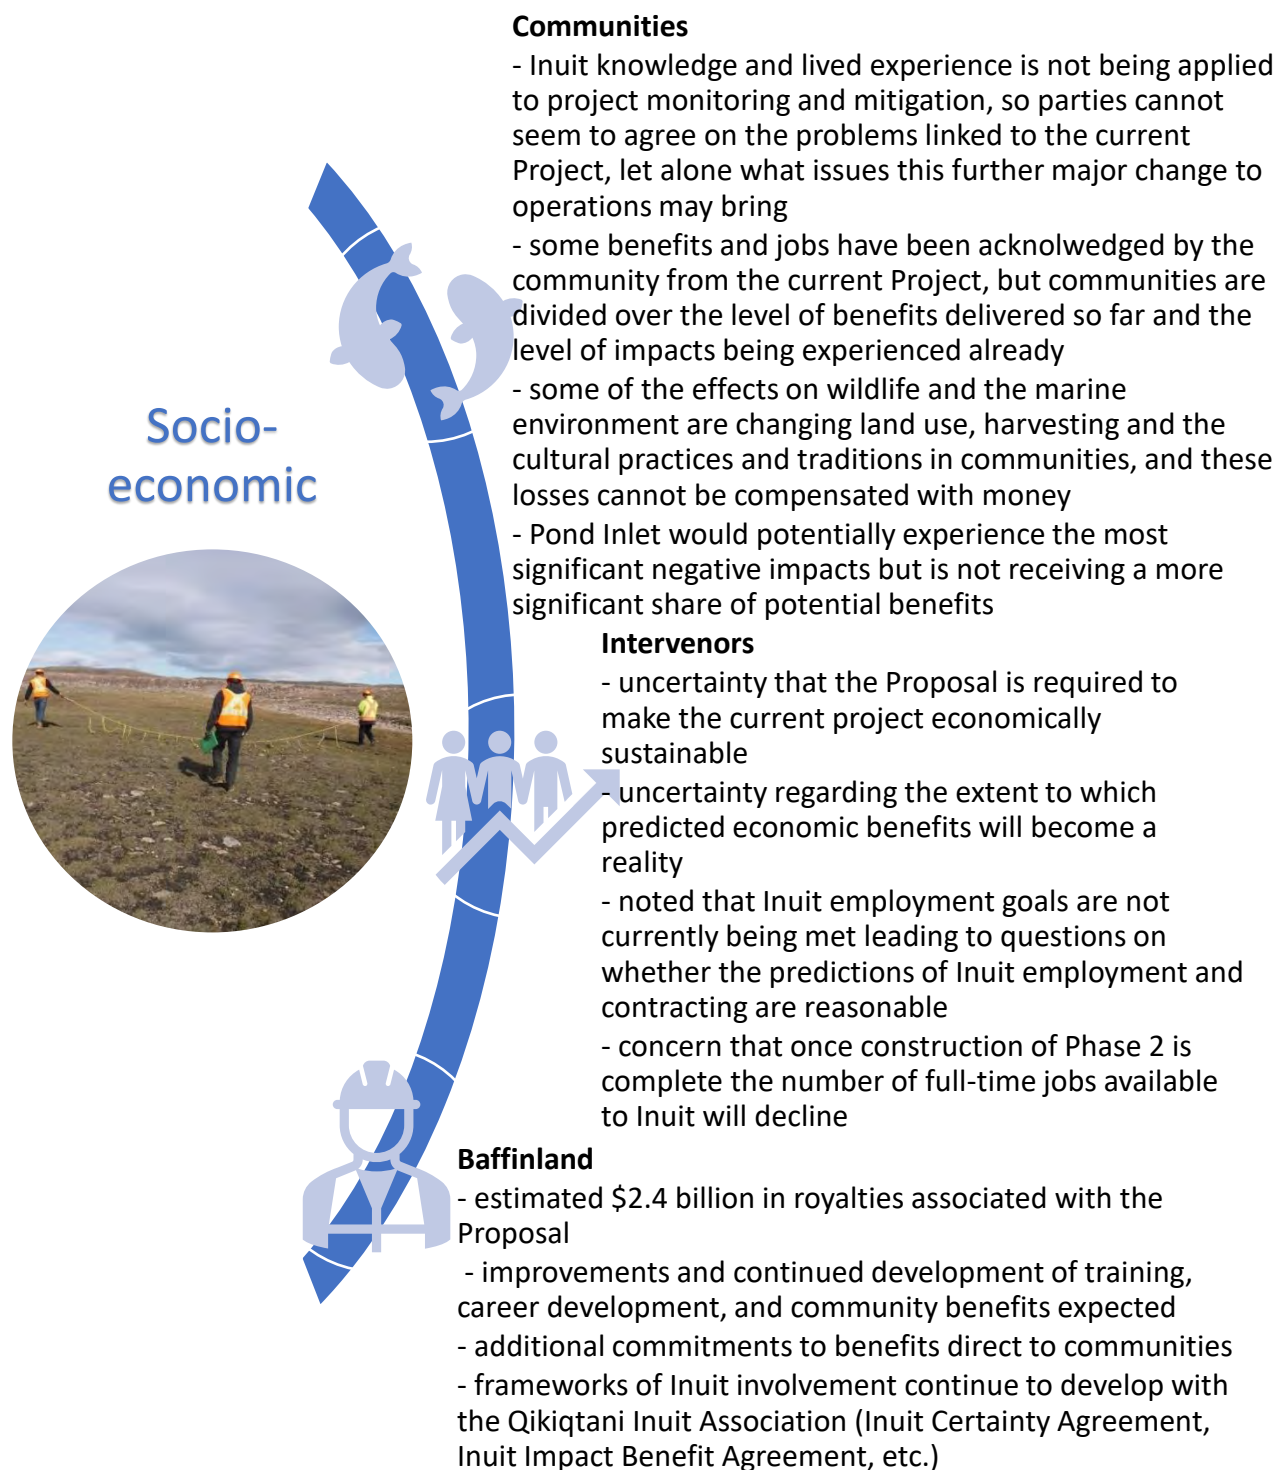 Communities
- Inuit knowledge and lived experience is not being applied
to project monitoring and mitigation, so parties cannot
seem to agree on the problems linked to the current
Project, let alone what issues this further major change to
operations may bring
- some benefits and jobs have been acknolwedged by the
community from the current Project, but communities are
divided over the level of benefits delivered so far and the
level of impacts being experienced already
- some of the effects on wildlife and the marine
environment are changing land use, harvesting and the
cultural practices and traditions in communities, and these
losses cannot be compensated with money
- Pond Inlet would potentially experience the most
significant negative impacts but is not receiving a more
significant share of potential benefits
Socio-
economic
Intervenors
- uncertainty that the Proposal is required to
make the current project economically
sustainable
- uncertainty regarding the extent to which
predicted economic benefits will become a
reality
- noted that Inuit employment goals are not
currently being met leading to questions on
whether the predictions of Inuit employment and
contracting are reasonable
- concern that once construction of Phase 2 is
complete the number of full-time jobs available
to Inuit will decline
Baffinland
- estimated $2.4 billion in royalties associated with the
Proposal
- improvements and continued development of training,
career development, and community benefits expected
- additional commitments to benefits direct to communities
- frameworks of Inuit involvement continue to develop with
the Qikiqtani Inuit Association (Inuit Certainty Agreement,
Inuit Impact Benefit Agreement, etc.)